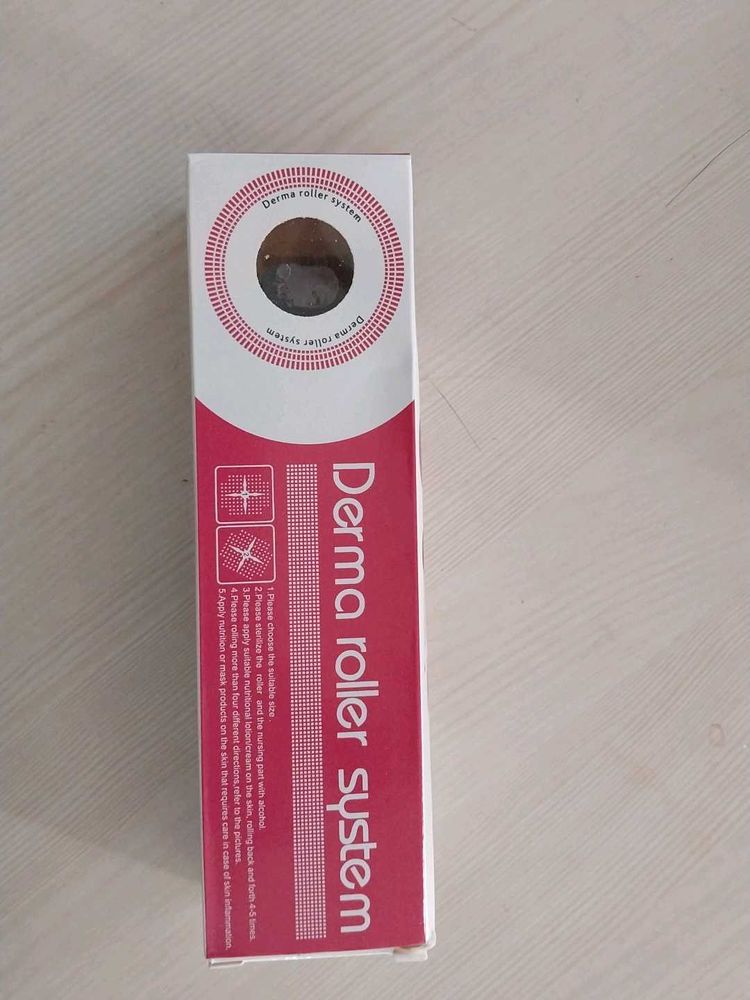 Derma roller system
Derma roller system
Derma roller system
1.Please choose the suitable size .
2.Please sterilize the roller and the nursing part with alcohol.
3.Please apply suitable nutritional lotion/cream on the skin, rolling back and forth 4-5 times.
4.Please rolling more than four different directions,refer to the pictures.
5.Apply nutrition or mask products on the skin that requires care in case of skin inflammation.